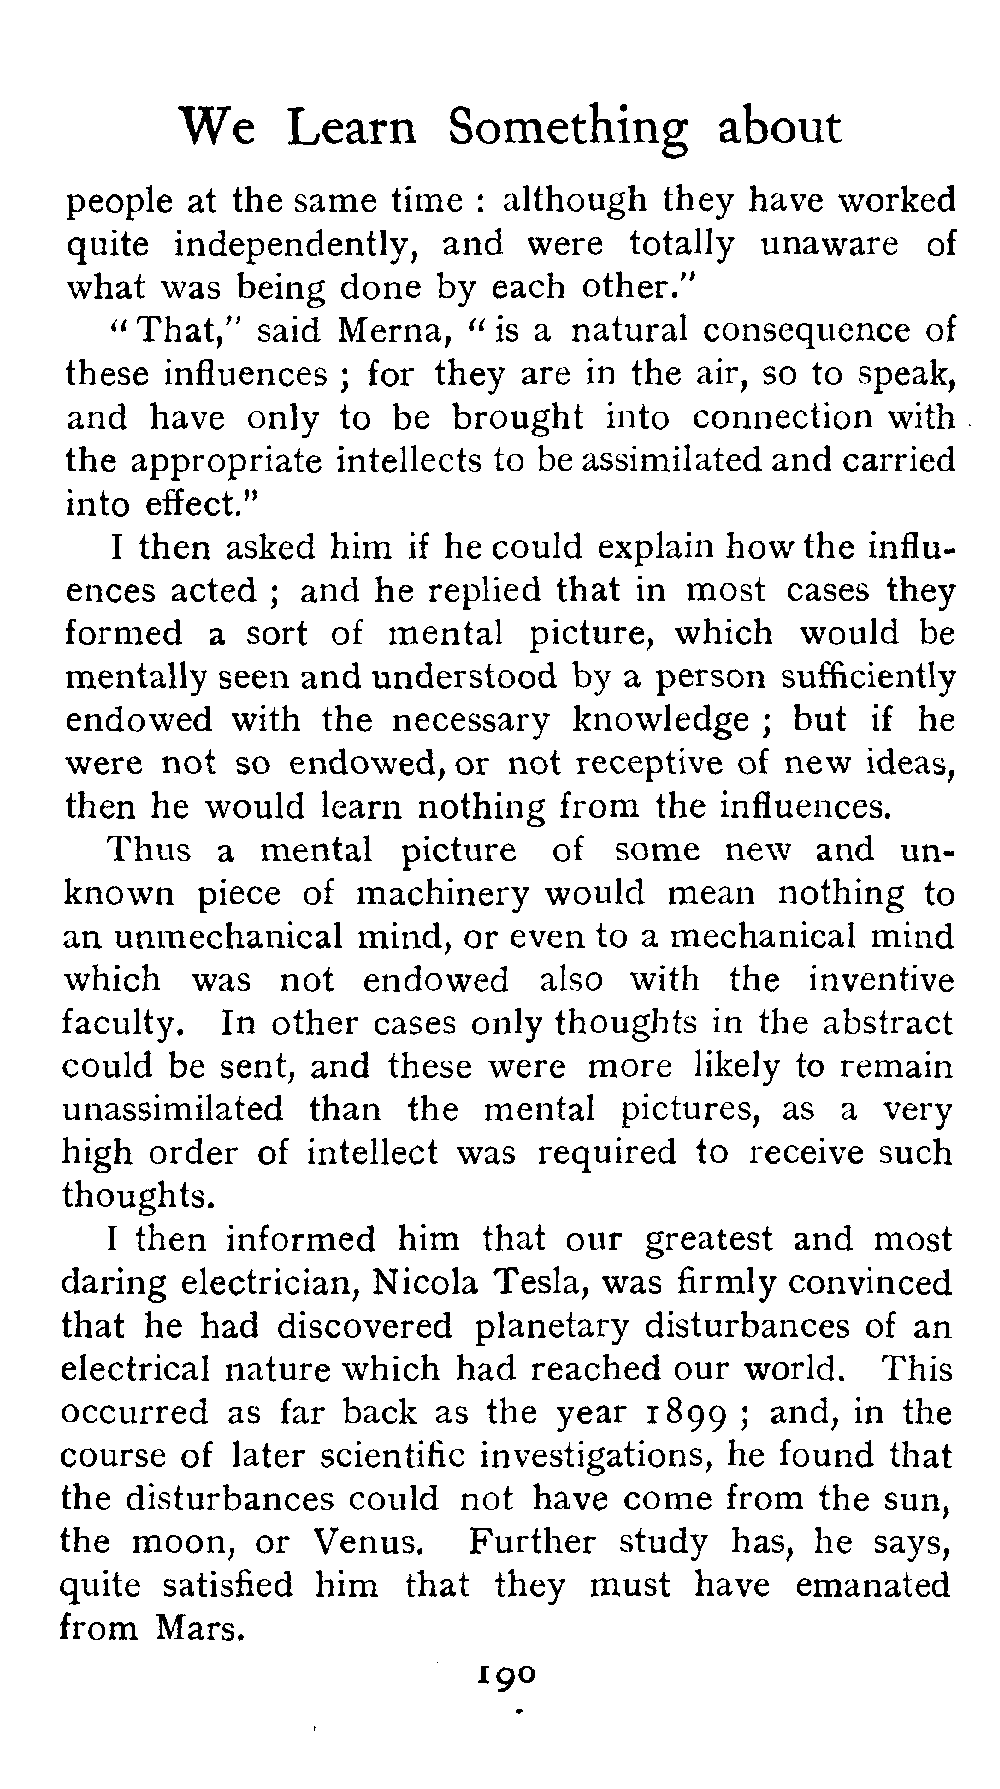 We Learn Something about
people at the same time : although they have worked
quite independently, and were totally unaware of
what was being done by each other."
"That," said Merna, "is a natural consequence of
these influences ; for they are in the air, so to speak,
and have only to be brought into connection with
the appropriate intellects to be assimilated and carried
into effect."
I then asked him if he could explain how the influ-
ences acted ; and he replied that in most cases they
formed a sort of mental picture, which would be
mentally seen and understood by a person sufficiently
endowed with the necessary knowledge ; but if he
were not so endowed, or not receptive of new ideas,
then he would learn nothing from the influences.
Thus a mental picture of some new and un-
known piece of machinery would mean nothing to
an unmechanical mind, or even to a mechanical mind
which was not endowed also with the inventive
faculty. In other cases only thoughts in the abstract
could be sent, and these were more likely to remain
unassimilated than the mental pictures, as a very
high order of intellect was required to receive such
thoughts.
I then informed him that our greatest and most
daring electrician, Nicola Tesla, was firmly convinced
that he had discovered planetary disturbances of an
electrical nature which had reached our world. This
occurred as far back as the year 1899 ; and, in the
course of later scientific investigations, he found that
the disturbances could not have come from the sun,
the moon, or Venus. Further study has, he says,
quite satisfied him that they must have emanated
from Mars.
190